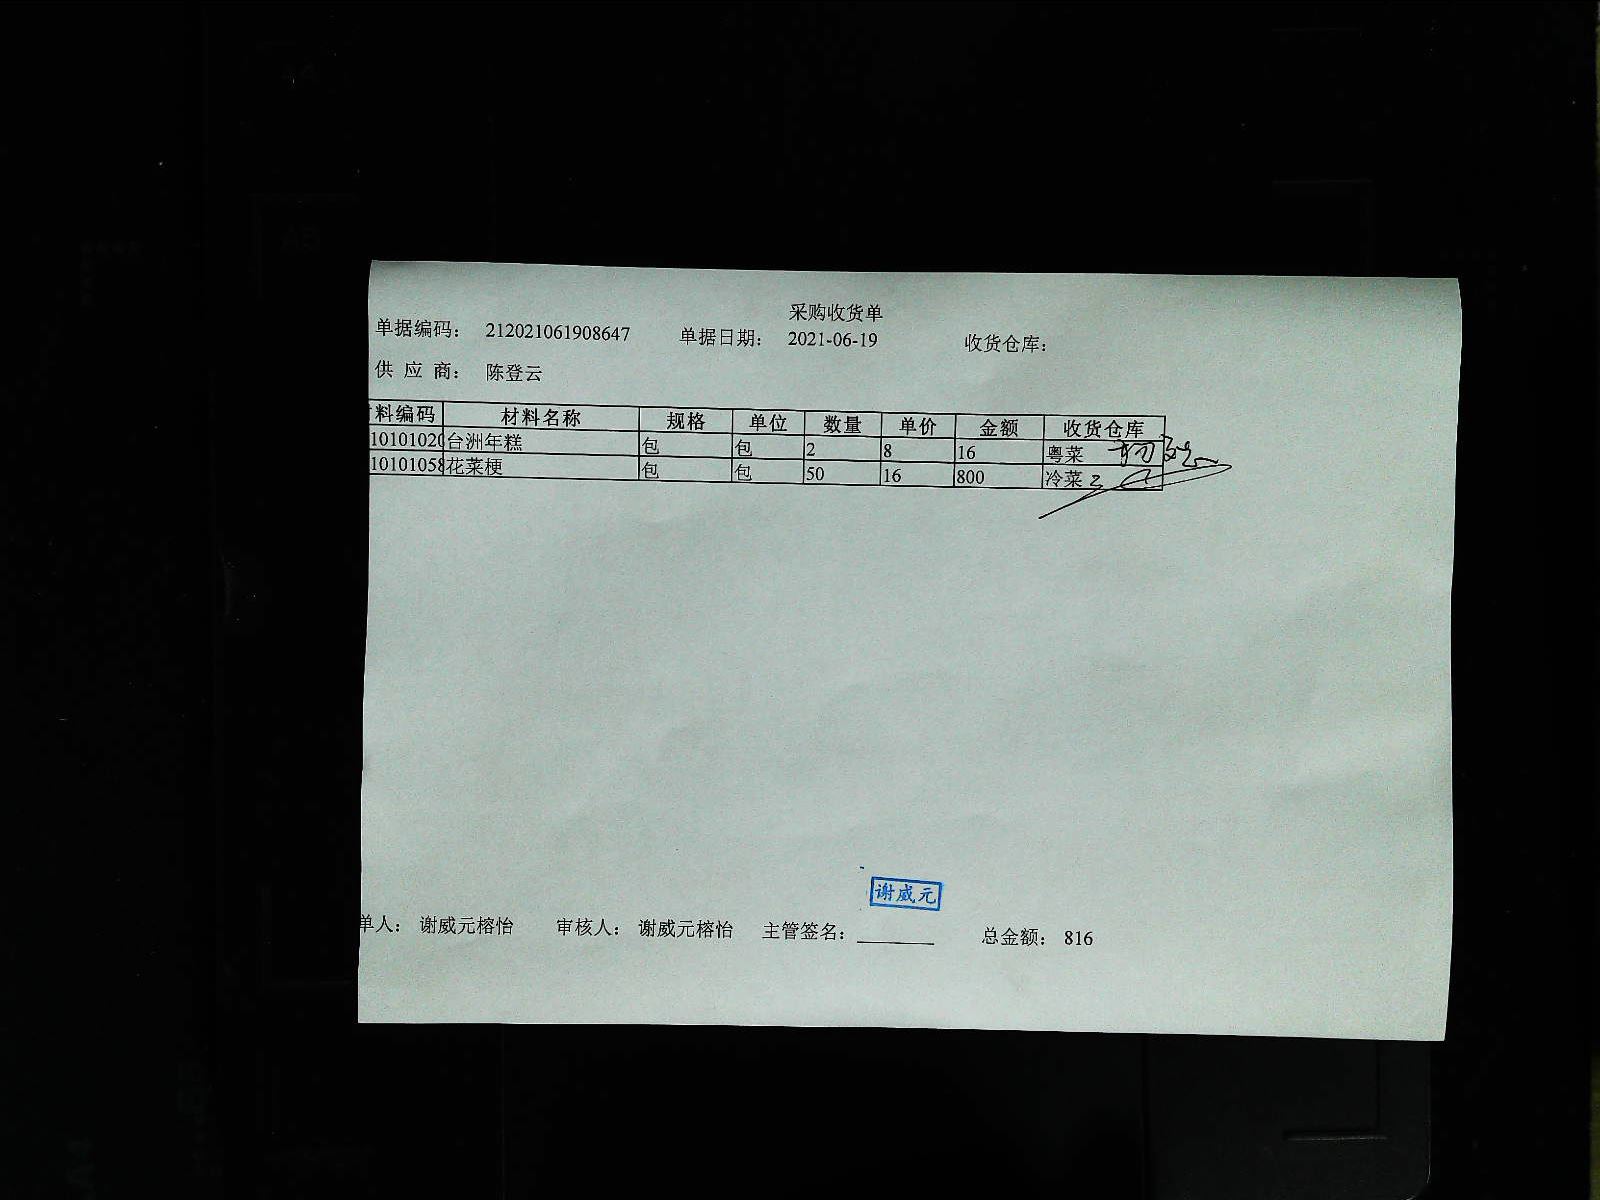 采购收货单
单据编码： 212021061908647 单据日期： 2021-06-19 收货仓库：
供 应 商： 陈登云
料编码 材料名称 规格 单位 数量 单价 金额 收货仓库
10101020 台洲年糕 包 包 2 8 16 粤菜
10101058 花菜梗 包 包 50 16 800 冷菜
谢威元
单人： 谢威元榕怡 审核人： 谢威元榕怡 主管签名： 总金额： 816